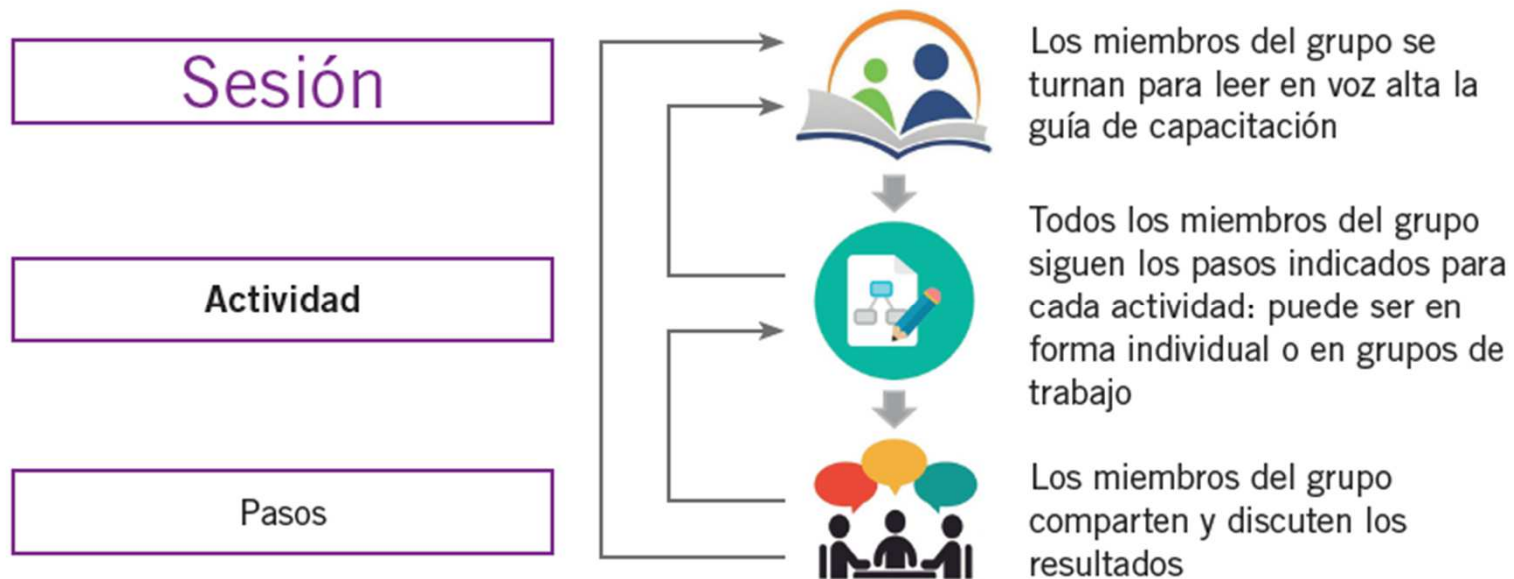 Sesión
Los miembros del grupo se
turnan para leer en voz alta la
guía de capacitación
Actividad
Todos los miembros del grupo
siguen los pasos indicados para
cada actividad: puede ser en
forma individual o en grupos de
trabajo
Pasos
Los miembros del grupo
comparten y discuten los
resultados